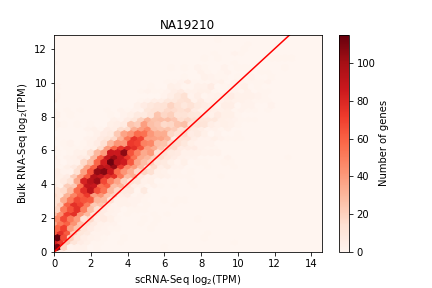 NA19210
Bulk RNA-Seq log₂(TPM)
12
10
8
6
4
2
0
0 2 4 6 8 10 12 14
scRNA-Seq log₂(TPM)
100
80
60
40
20
0
Number of genes